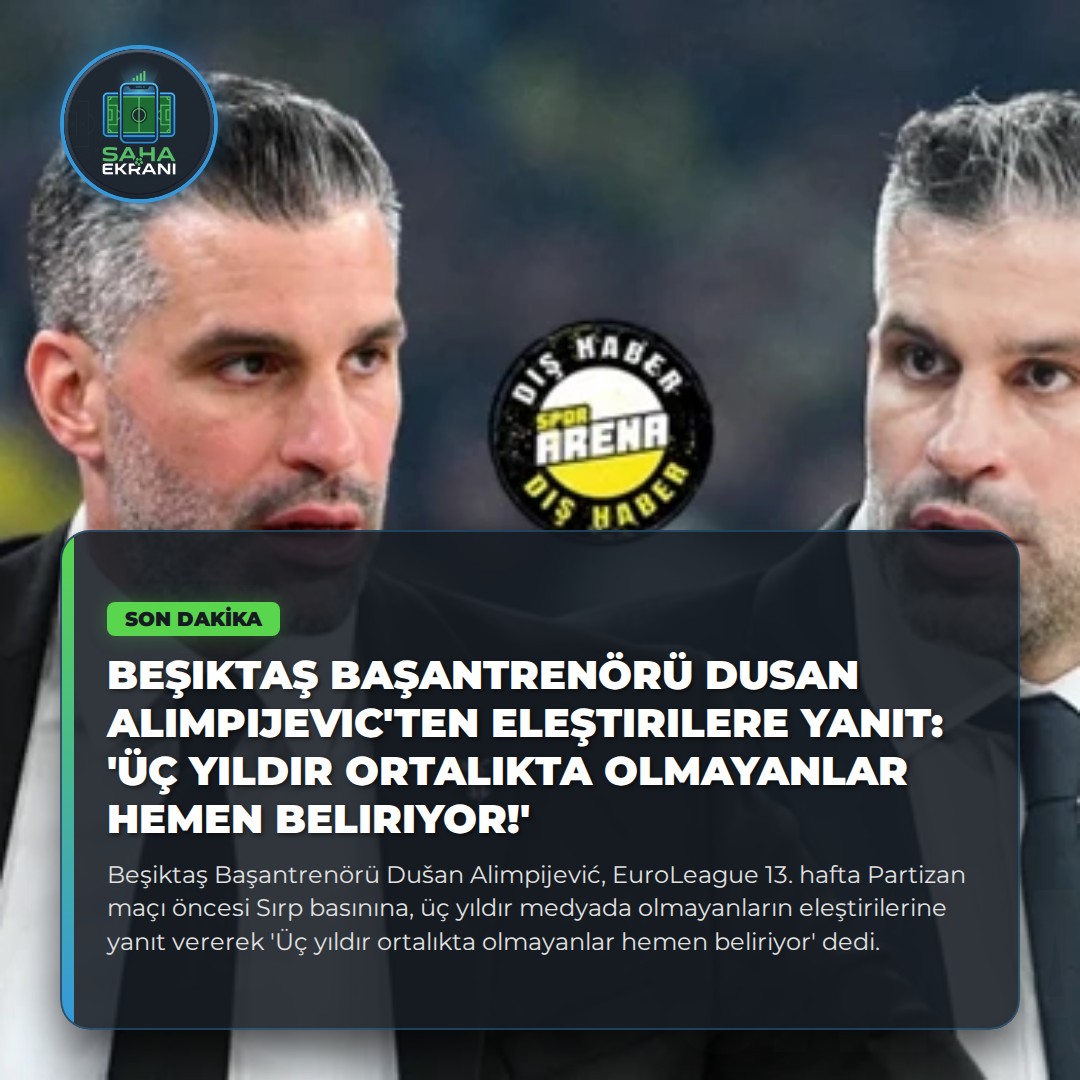 SAHA
EKRANI
DIŞ HABER
SPOR
ARENA
DIŞ HABER
SON DAKİKA
BEŞIKTAŞ BAŞANTRENÖRÜ DUSAN
ALIMPIJEVIC'TEN ELEŞTIRILERE YANIT:
'ÜÇ YILDIR ORTALIKTA OLMAYANLAR
HEMEN BELIRIYOR!'
Beşiktaş Başantrenörü Dušan Alimpijević, EuroLeague 13. hafta Partizan
maçı öncesi Sırp basınına, üç yıldır medyada olmayanların eleştirilerine
yanıt vererek 'Üç yıldır ortalıkta olmayanlar hemen beliriyor' dedi.